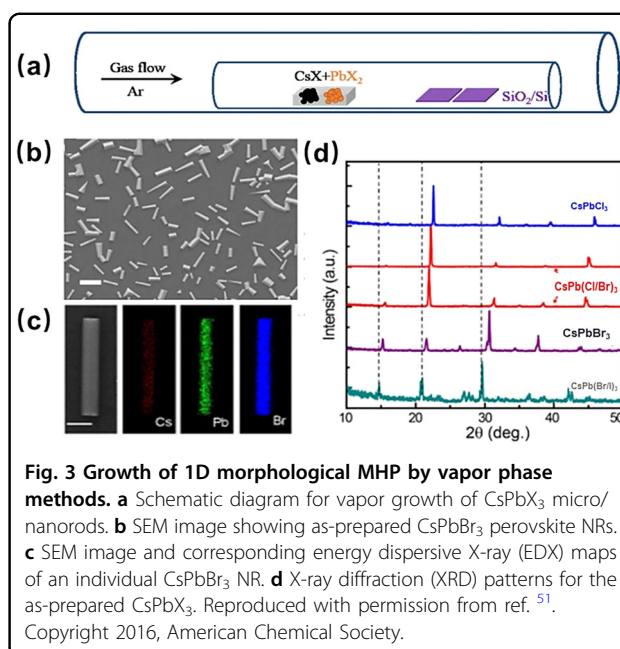 (a)
Gas flow
Ar
CsX+PbX₂
SiO₂/Si
(b)
(c)
Cs
Pb
Br
(d)
Intensity (a.u.)
CsPbCl₃
CsPb(Cl/Br)₃
CsPbBr₃
CsPb(Br/I)₃
10 20 30 40 50
2θ (deg.)
Fig. 3 Growth of 1D morphological MHP by vapor phase
methods. a Schematic diagram for vapor growth of CsPbX₃ micro/
nanorods. b SEM image showing as-prepared CsPbBr₃ perovskite NRs.
c SEM image and corresponding energy dispersive X-ray (EDX) maps
of an individual CsPbBr₃ NR. d X-ray diffraction (XRD) patterns for the
as-prepared CsPbX₃. Reproduced with permission from ref. ⁵¹.
Copyright 2016, American Chemical Society.